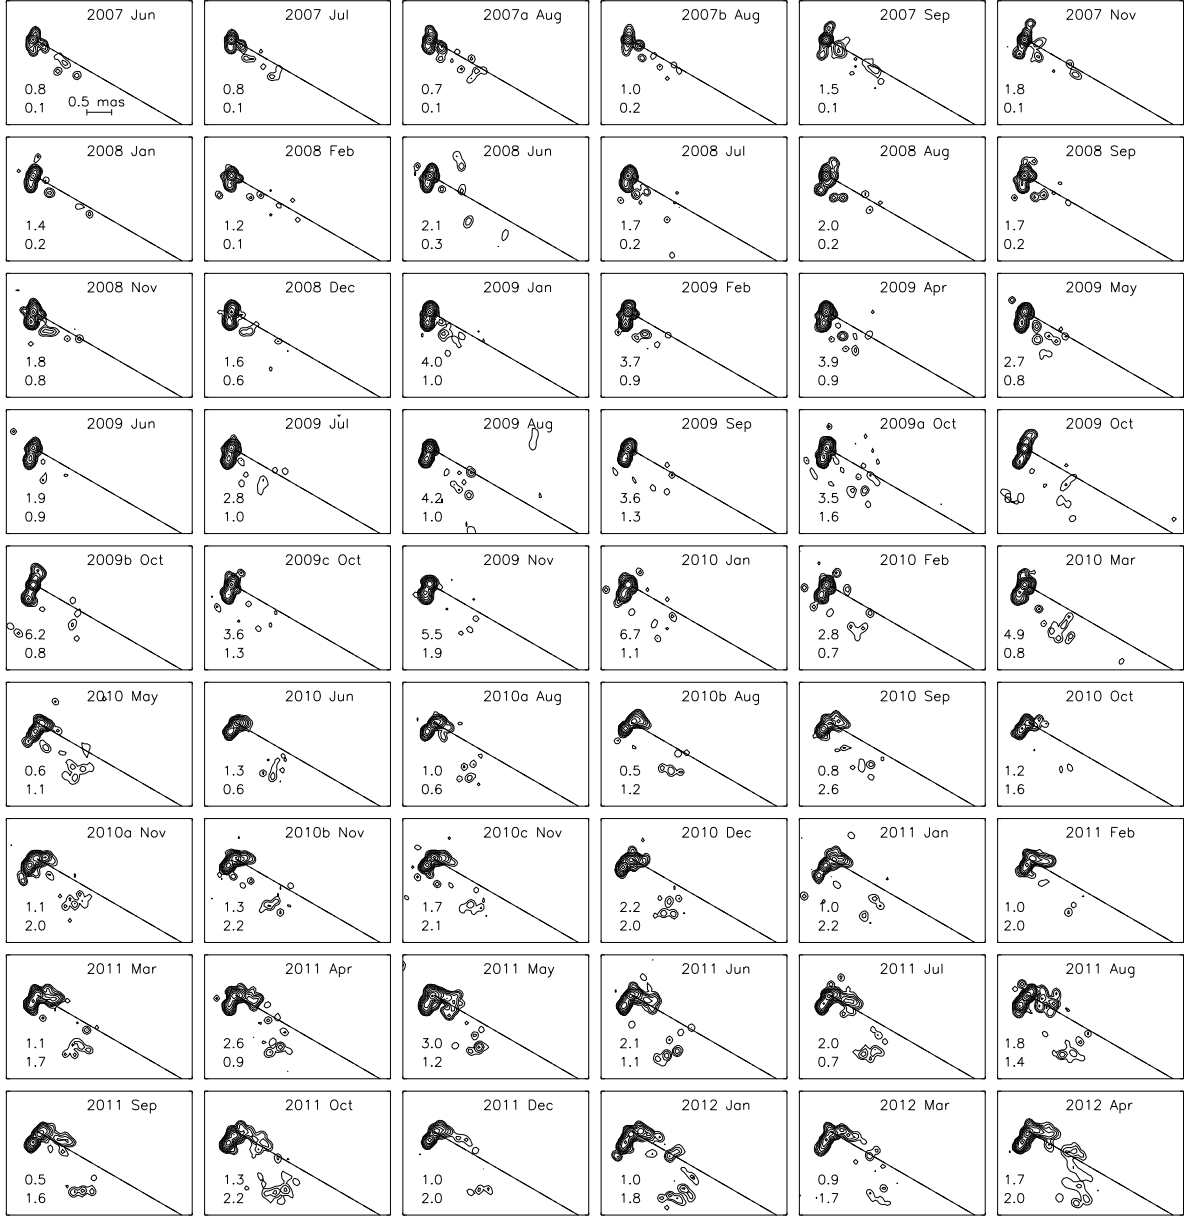 2007 Jun
0.8
0.1
0.5 mas
2007 Jul
0.8
0.1
2007a Aug
0.7
0.1
2007b Aug
1.0
0.2
2007 Sep
1.5
0.1
2007 Nov
1.8
0.1
2008 Jan
1.4
0.2
2008 Feb
1.2
0.1
2008 Jun
2.1
0.3
2008 Jul
1.7
0.2
2008 Aug
2.0
0.2
2008 Sep
1.7
0.2
2008 Nov
1.8
0.8
2008 Dec
1.6
0.6
2009 Jan
4.0
1.0
2009 Feb
3.7
0.9
2009 Apr
3.9
0.9
2009 May
2.7
0.8
2009 Jun
1.9
0.9
2009 Jul
2.8
1.0
2009 Aug
4.2
1.0
2009 Sep
3.6
1.3
2009a Oct
3.5
1.6
2009 Oct
2009b Oct
6.2
0.8
2009c Oct
3.6
1.3
2009 Nov
5.5
1.9
2010 Jan
6.7
1.1
2010 Feb
2.8
0.7
2010 Mar
4.9
0.8
2010 May
0.6
1.1
2010 Jun
1.3
0.6
2010a Aug
1.0
0.6
2010b Aug
0.5
1.2
2010 Sep
0.8
2.6
2010 Oct
1.2
1.6
2010a Nov
1.1
2.0
2010b Nov
1.3
2.2
2010c Nov
1.7
2.1
2010 Dec
2.2
2.0
2011 Jan
1.0
2.2
2011 Feb
1.0
2.0
2011 Mar
1.1
1.7
2011 Apr
2.6
0.9
2011 May
3.0
1.2
2011 Jun
2.1
1.1
2011 Jul
2.0
0.7
2011 Aug
1.8
1.4
2011 Sep
0.5
1.6
2011 Oct
1.3
2.2
2011 Dec
1.0
2.0
2012 Jan
1.0
1.8
2012 Mar
0.9
1.7
2012 Apr
1.7
2.0